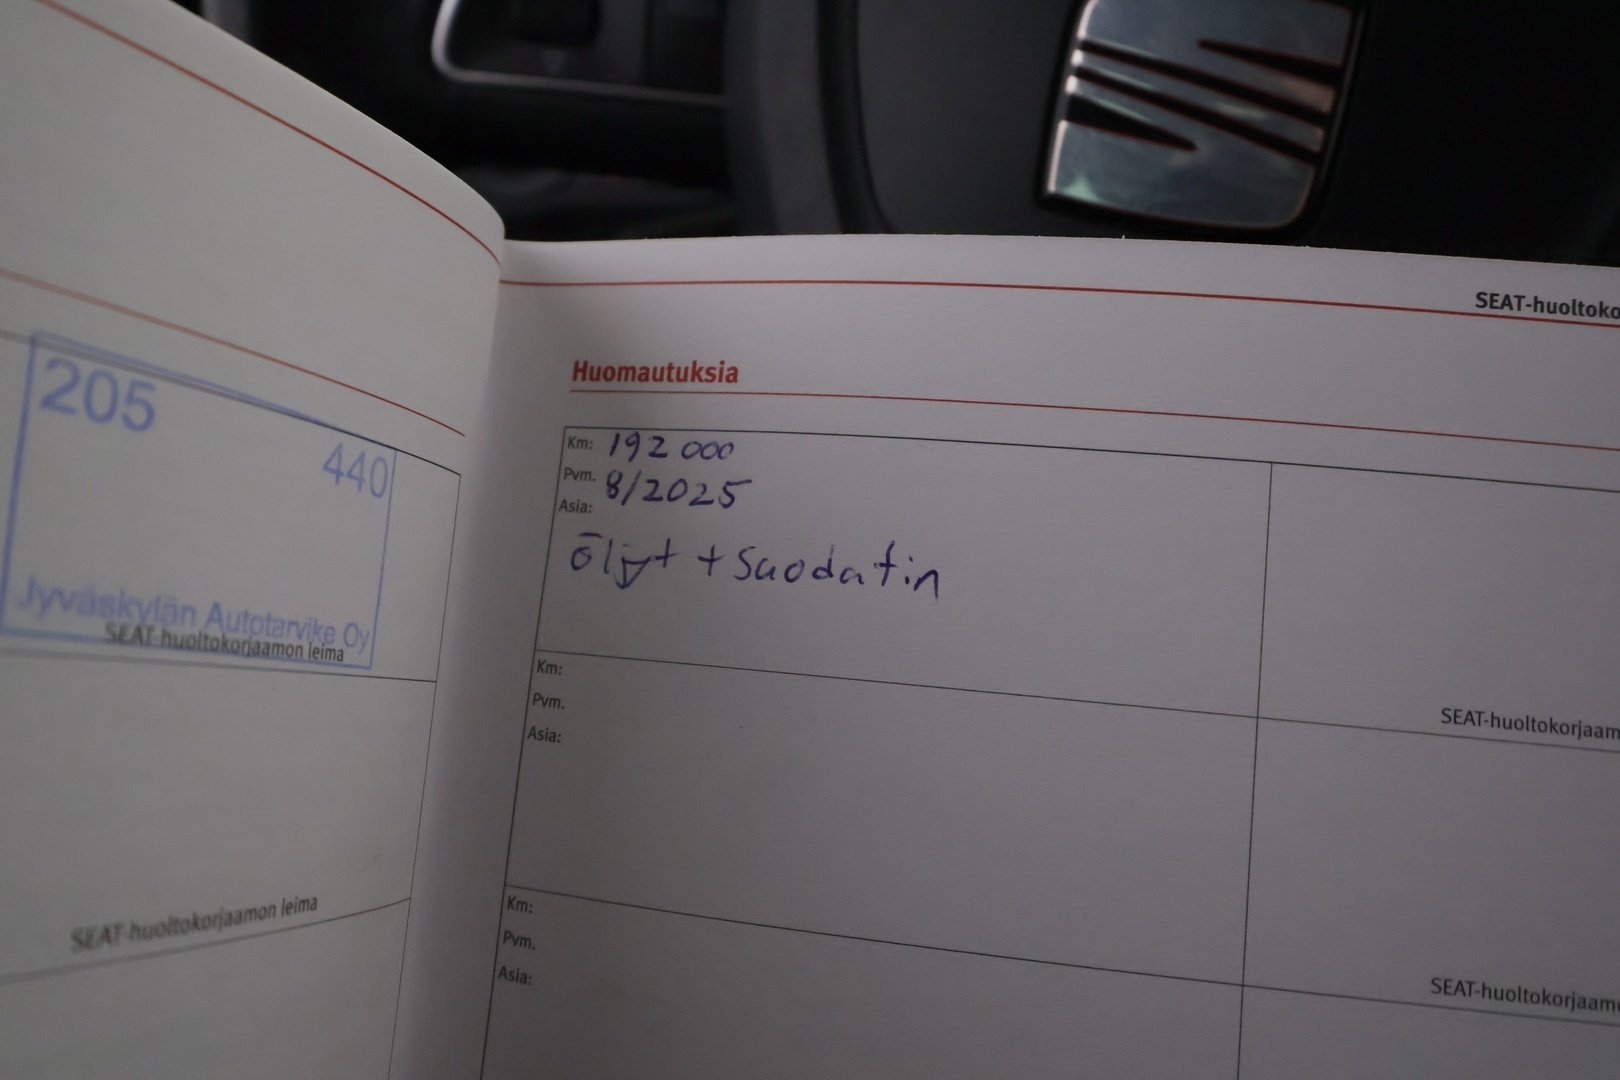 205
440
Jyväskylän Autotarvike Oy
SEAT-huoltokorjaamon leima
SEAT-huoltokorjaamon leima
SEAT-huoltoko
Huomautuksia
Km: 192 000
Pvm. 8/2025
Asia:
öljyt + suodatin
SEAT-huoltokorjaam
Km:
Pvm.
Asia:
SEAT-huoltokorjaamo
Km:
Pvm.
Asia: